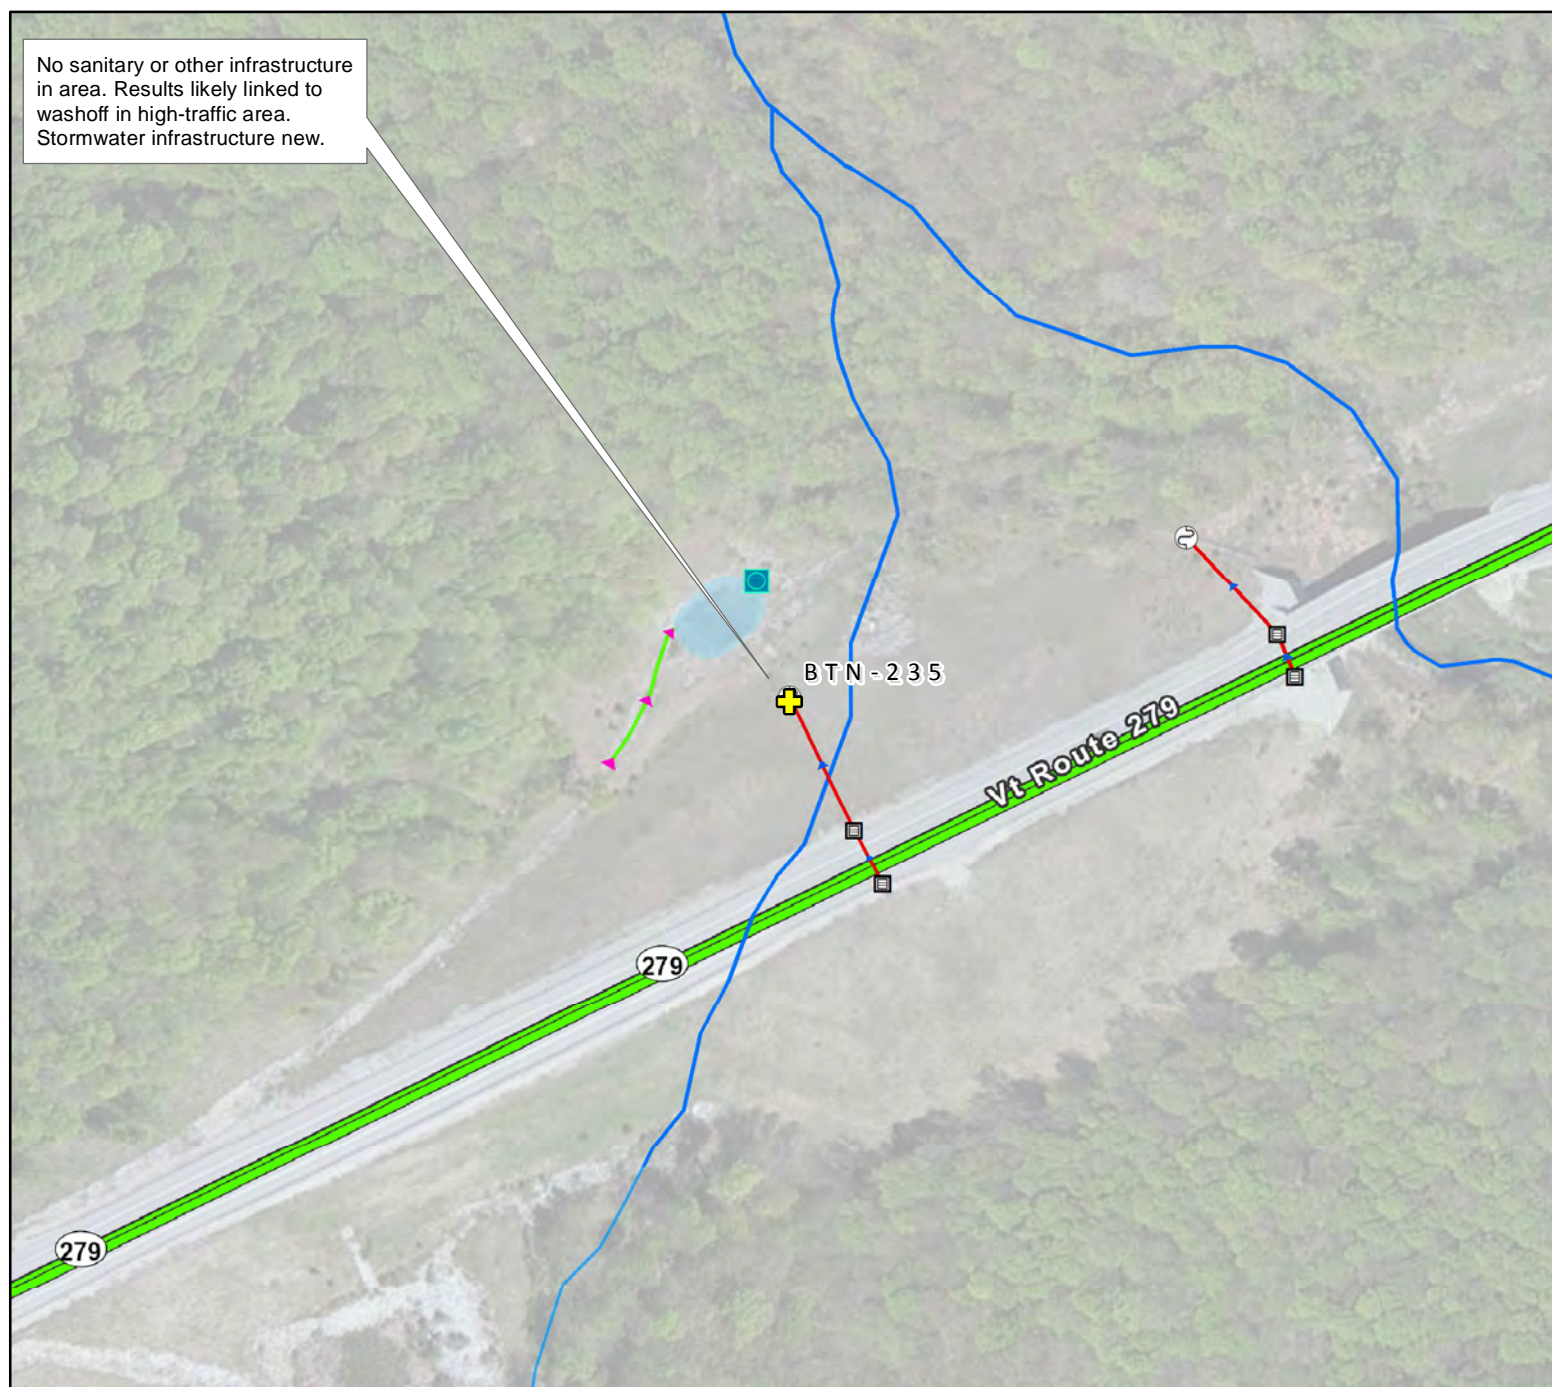 No sanitary or other infrastructure
in area. Results likely linked to
washoff in high-traffic area.
Stormwater infrastructure new.
BTN-235
Vt Route 279
279
279